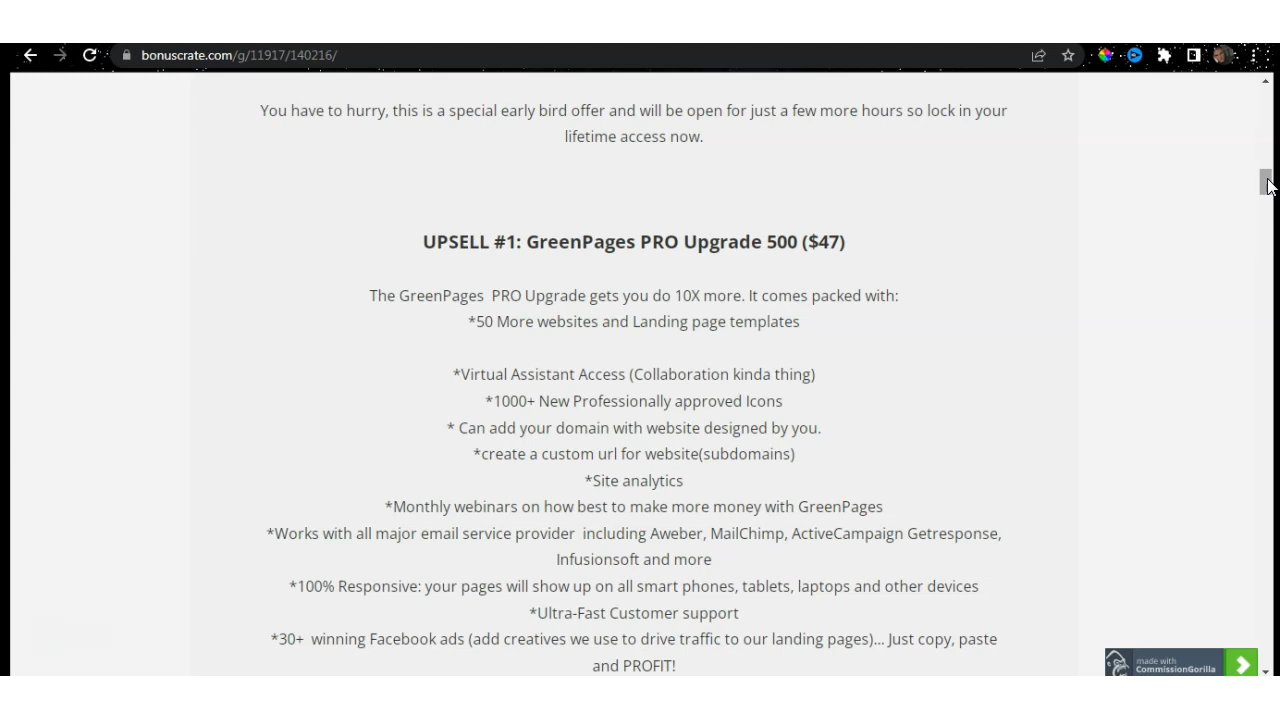 bonuscrate.com/g/11917/140216/
You have to hurry, this is a special early bird offer and will be open for just a few more hours so lock in your
lifetime access now.
UPSELL #1: GreenPages PRO Upgrade 500 ($47)
The GreenPages PRO Upgrade gets you do 10X more. It comes packed with:
*50 More websites and Landing page templates
*Virtual Assistant Access (Collaboration kinda thing)
*1000+ New Professionally approved Icons
* Can add your domain with website designed by you.
*create a custom url for website(subdomains)
*Site analytics
*Monthly webinars on how best to make more money with GreenPages
*Works with all major email service provider including Aweber, MailChimp, ActiveCampaign Getresponse,
Infusionsoft and more
*100% Responsive: your pages will show up on all smart phones, tablets, laptops and other devices
*Ultra-Fast Customer support
*30+ winning Facebook ads (add creatives we use to drive traffic to our landing pages)... Just copy, paste
and PROFIT!
made with
CommissionGorilla